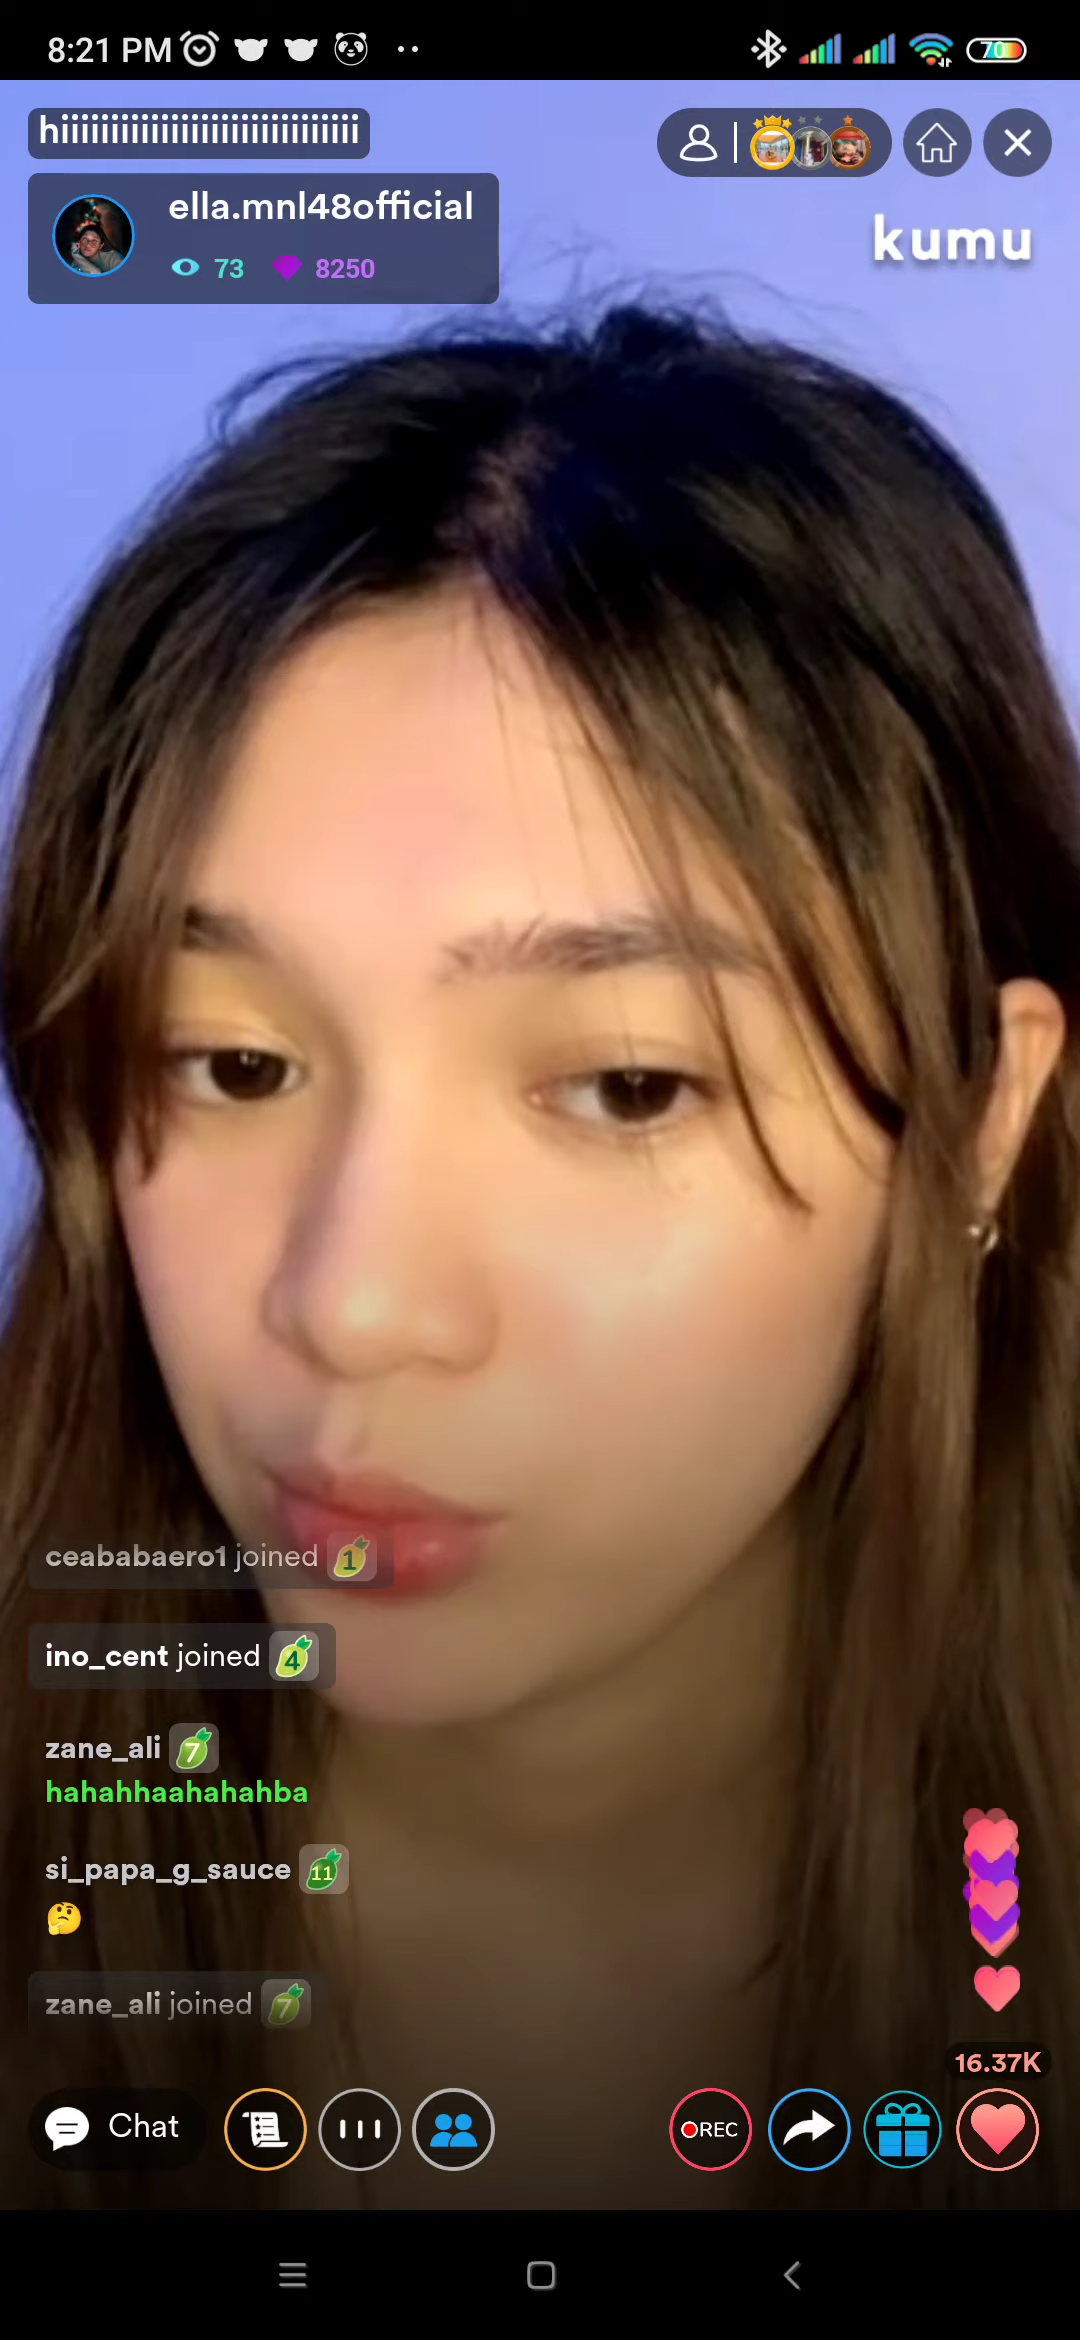 8:21 PM
70
hiiiiiiiiiiiiiiiiiiiiiiiiiiiiii
ella.mnl48official
73 8250
kumu
ceababaero1 joined 1
ino_cent joined 4
zane_ali 7
hahahhaahahahba
si_papa_g_sauce 11
🤔
zane_ali joined 7
16.37K
Chat
REC